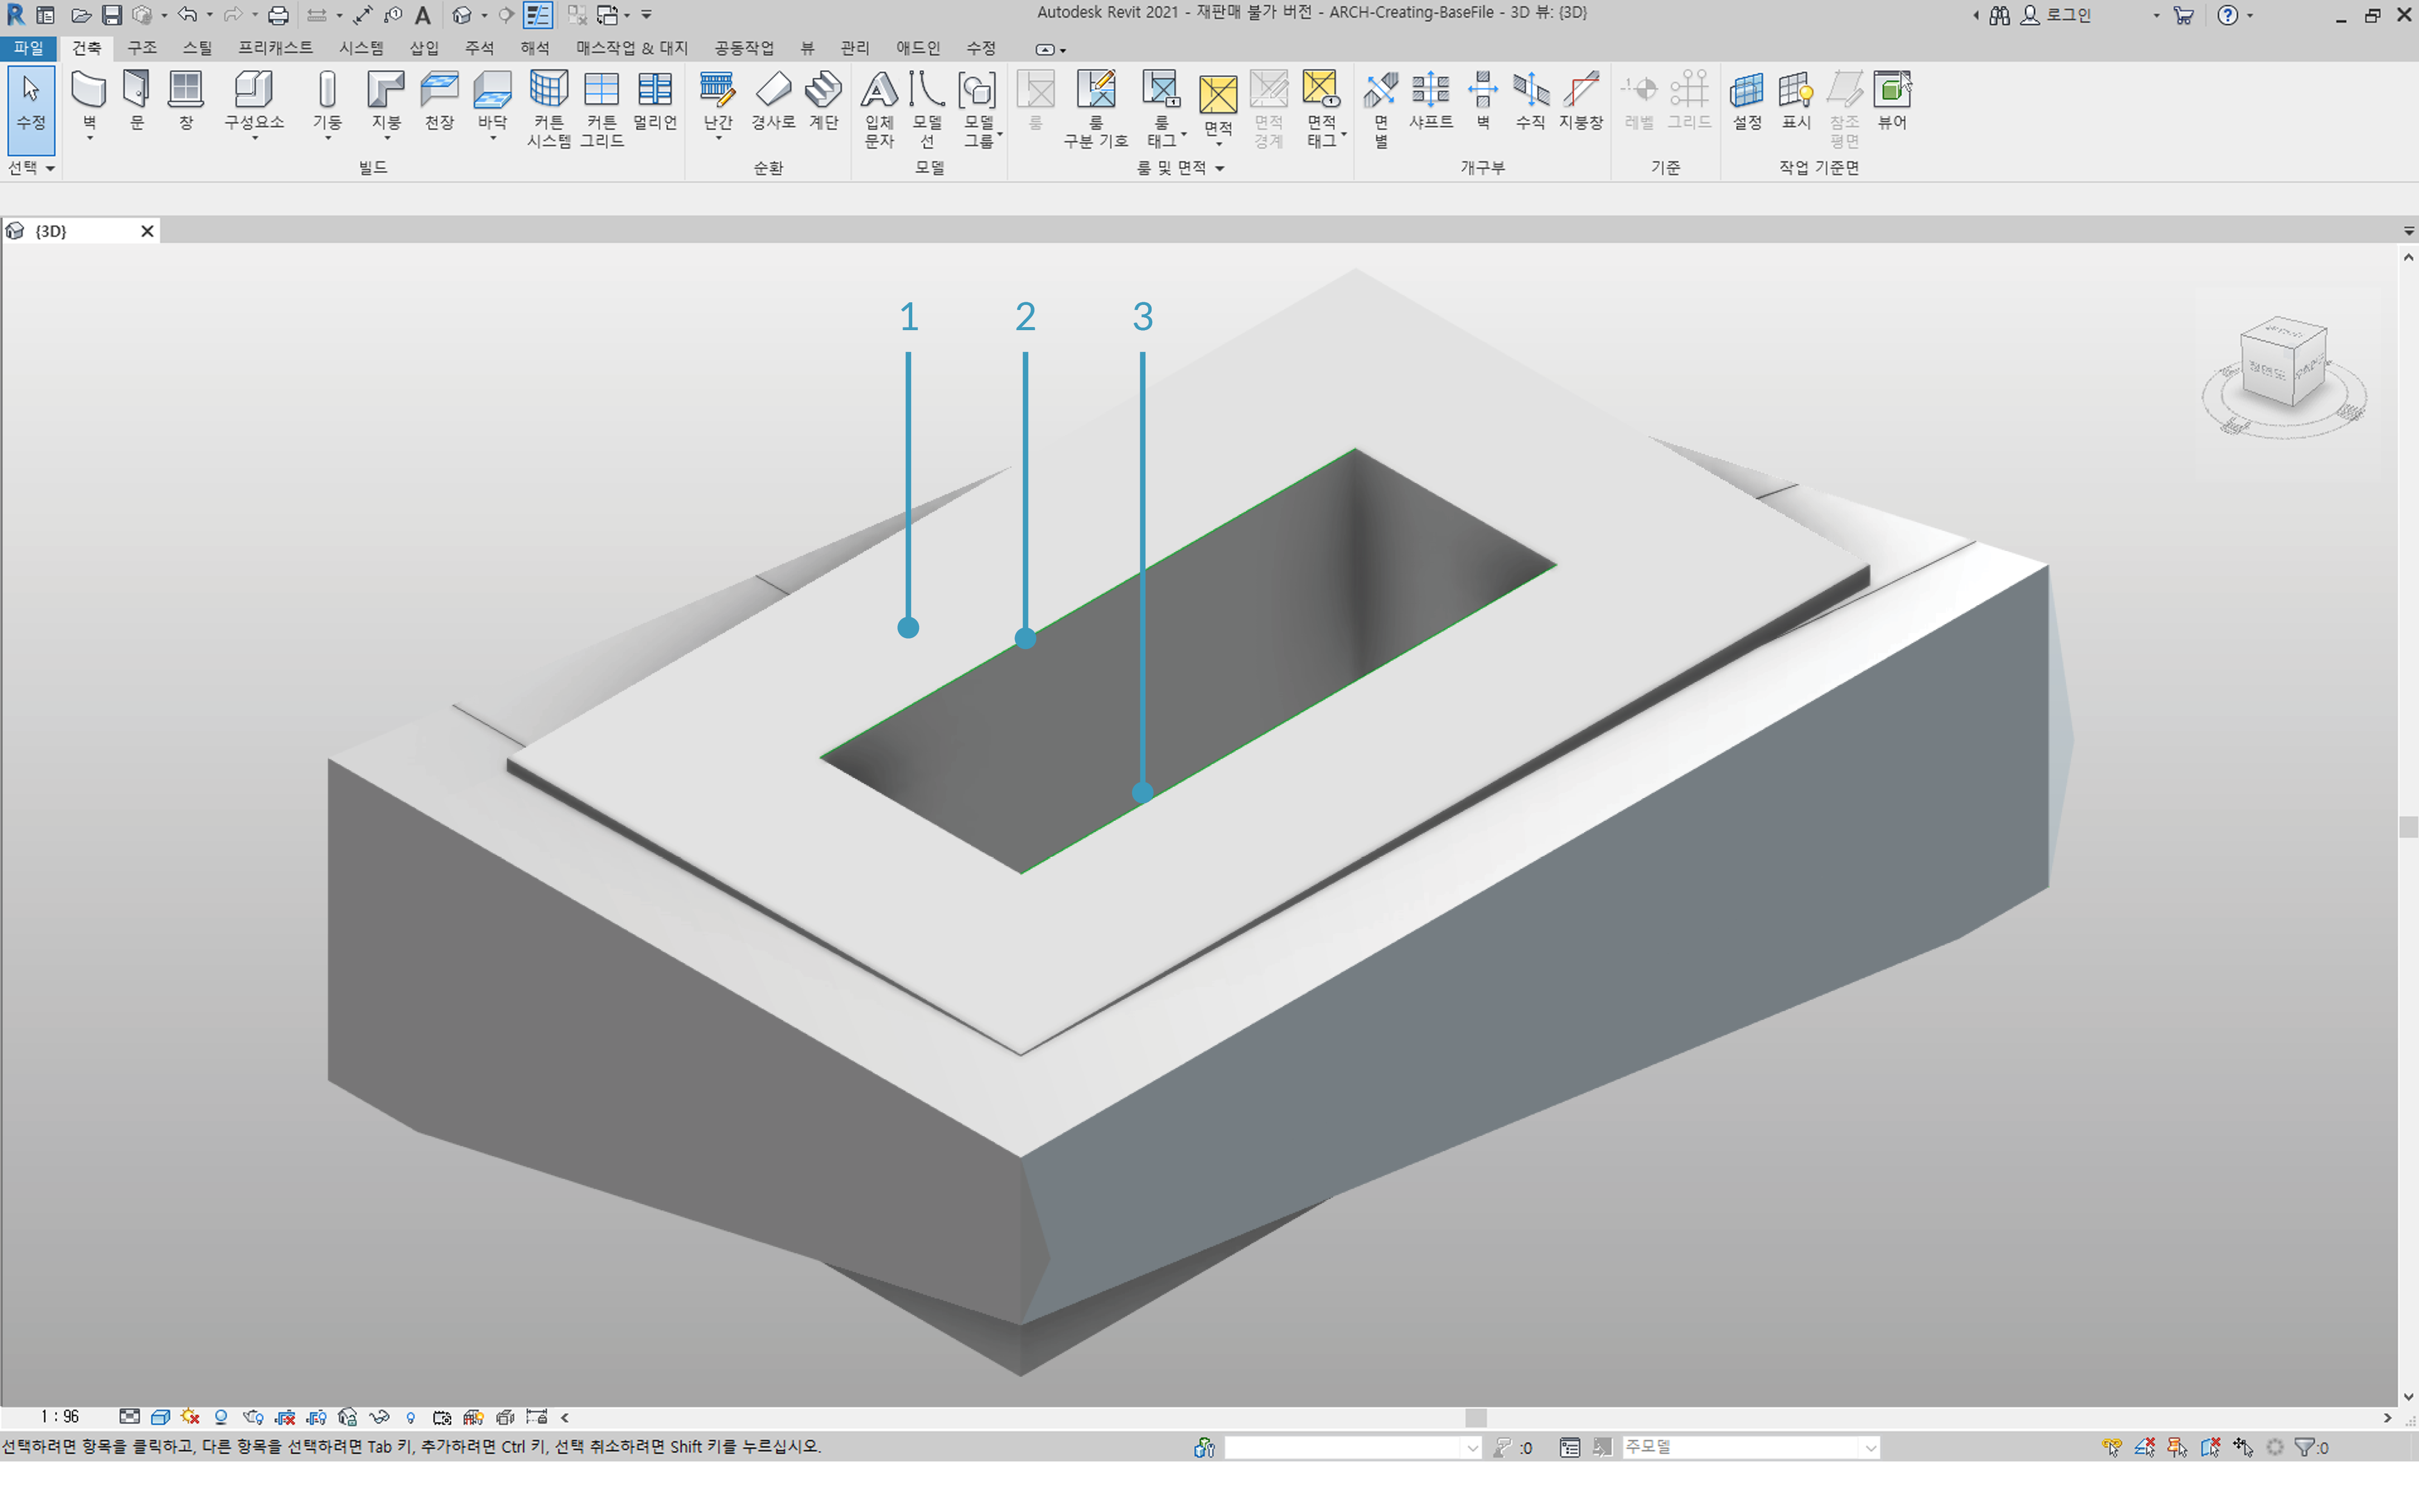 Autodesk Revit 2021 - 재판매 불가 버전 - ARCH-Creating-BaseFile - 3D 뷰: {3D}
로그인
파일 건축 구조 스틸 프리캐스트 시스템 삽입 주석 해석 매스작업 & 대지 공동작업 뷰 관리 애드인 수정
수정
벽
문
창
구성요소
기둥
지붕
천장
바닥
커튼
시스템
커튼
그리드
멀리언
난간
경사로
계단
입체
문자
모델
선
모델
그룹
룸
룸
구분 기호
룸
태그
면적
면적
경계
면적
태그
면
별
샤프트
벽
수직
지붕창
레벨
그리드
설정
표시
참조
평면
뷰어
선택 빌드 순환 모델 룸 및 면적 개구부 기준 작업 기준면
{3D}
1 2 3
1 : 96
선택하려면 항목을 클릭하고, 다른 항목을 선택하려면 Tab 키, 추가하려면 Ctrl 키, 선택 취소하려면 Shift 키를 누르십시오.
:0
주모델
:0